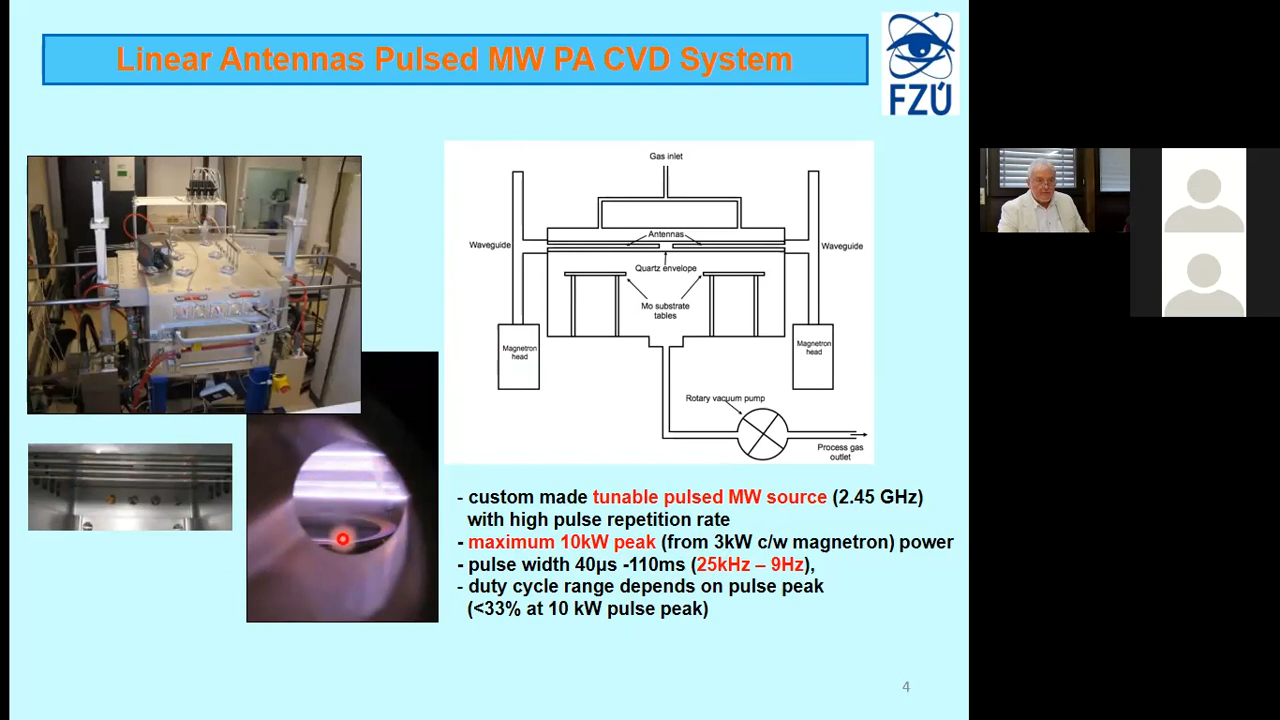 Linear Antennas Pulsed MW PA CVD System
FZÚ
Gas inlet
Antennas
Waveguide
Waveguide
Quartz envelope
Mo substrate
tables
Magnetron
head
Magnetron
head
Rotary vacuum pump
Process gas
outlet
- custom made tunable pulsed MW source (2.45 GHz)
with high pulse repetition rate
- maximum 10kW peak (from 3kW c/w magnetron) power
- pulse width 40µs -110ms (25kHz – 9Hz),
- duty cycle range depends on pulse peak
(<33% at 10 kW pulse peak)
4